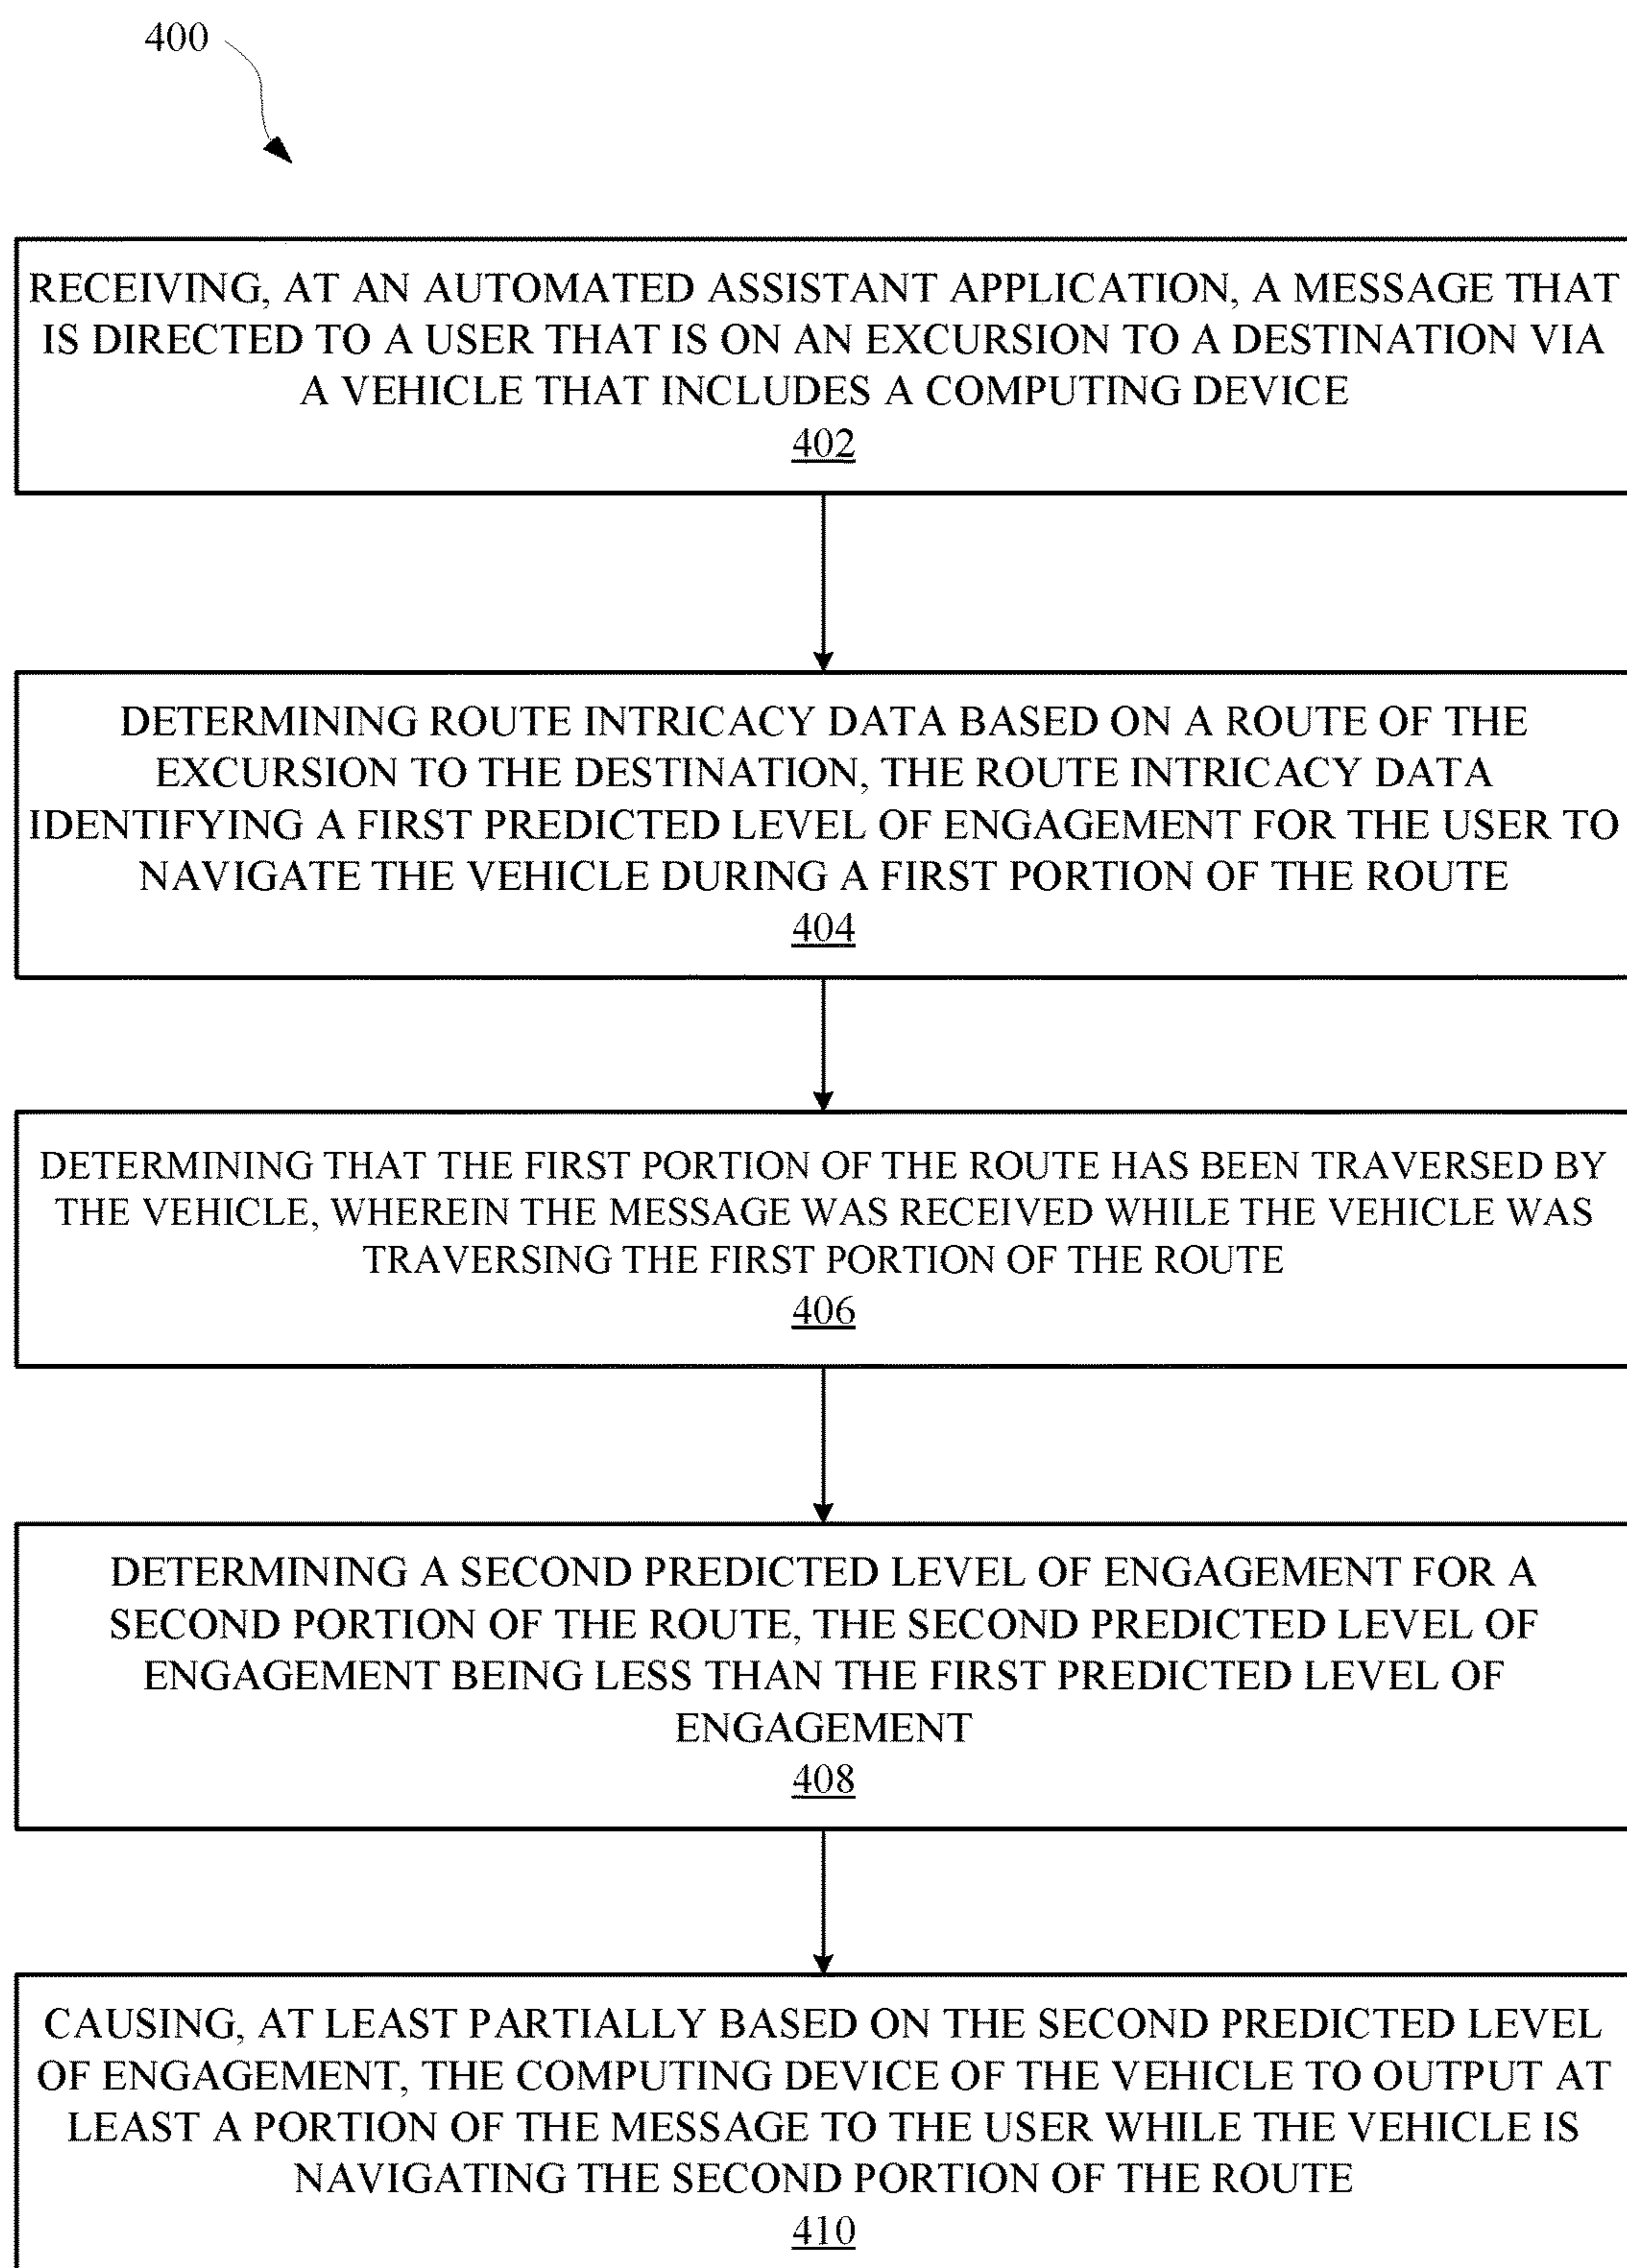 400
RECEIVING, AT AN AUTOMATED ASSISTANT APPLICATION, A MESSAGE THAT
IS DIRECTED TO A USER THAT IS ON AN EXCURSION TO A DESTINATION VIA
A VEHICLE THAT INCLUDES A COMPUTING DEVICE
402
DETERMINING ROUTE INTRICACY DATA BASED ON A ROUTE OF THE
EXCURSION TO THE DESTINATION, THE ROUTE INTRICACY DATA
IDENTIFYING A FIRST PREDICTED LEVEL OF ENGAGEMENT FOR THE USER TO
NAVIGATE THE VEHICLE DURING A FIRST PORTION OF THE ROUTE
404
DETERMINING THAT THE FIRST PORTION OF THE ROUTE HAS BEEN TRAVERSED BY
THE VEHICLE, WHEREIN THE MESSAGE WAS RECEIVED WHILE THE VEHICLE WAS
TRAVERSING THE FIRST PORTION OF THE ROUTE
406
DETERMINING A SECOND PREDICTED LEVEL OF ENGAGEMENT FOR A
SECOND PORTION OF THE ROUTE, THE SECOND PREDICTED LEVEL OF
ENGAGEMENT BEING LESS THAN THE FIRST PREDICTED LEVEL OF
ENGAGEMENT
408
CAUSING, AT LEAST PARTIALLY BASED ON THE SECOND PREDICTED LEVEL
OF ENGAGEMENT, THE COMPUTING DEVICE OF THE VEHICLE TO OUTPUT AT
LEAST A PORTION OF THE MESSAGE TO THE USER WHILE THE VEHICLE IS
NAVIGATING THE SECOND PORTION OF THE ROUTE
410